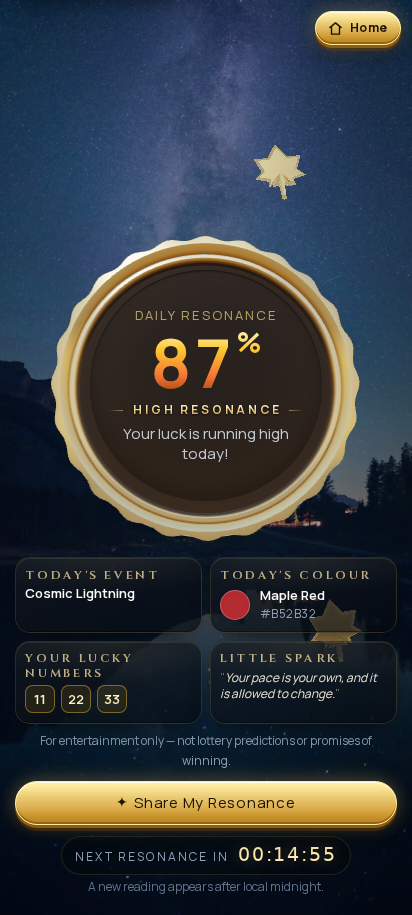 Home
DAILY RESONANCE
87%
HIGH RESONANCE
Your luck is running high
today!
TODAY'S EVENT
Cosmic Lightning
TODAY'S COLOUR
Maple Red
#B52B32
YOUR LUCKY
NUMBERS
11 22 33
LITTLE SPARK
"Your pace is your own, and it
is allowed to change."
For entertainment only — not lottery predictions or promises of
winning.
✦ Share My Resonance
NEXT RESONANCE IN 00:14:55
A new reading appears after local midnight.